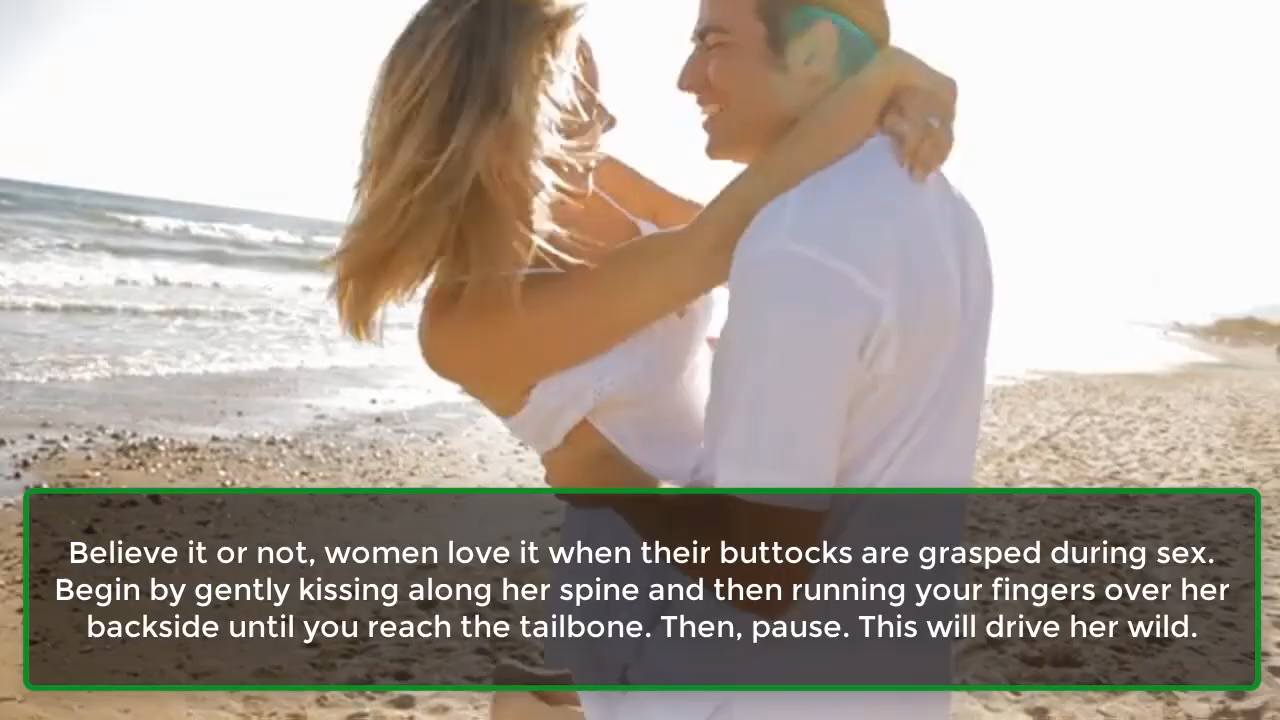 Believe it or not, women love it when their buttocks are grasped during sex.
Begin by gently kissing along her spine and then running your fingers over her
backside until you reach the tailbone. Then, pause. This will drive her wild.